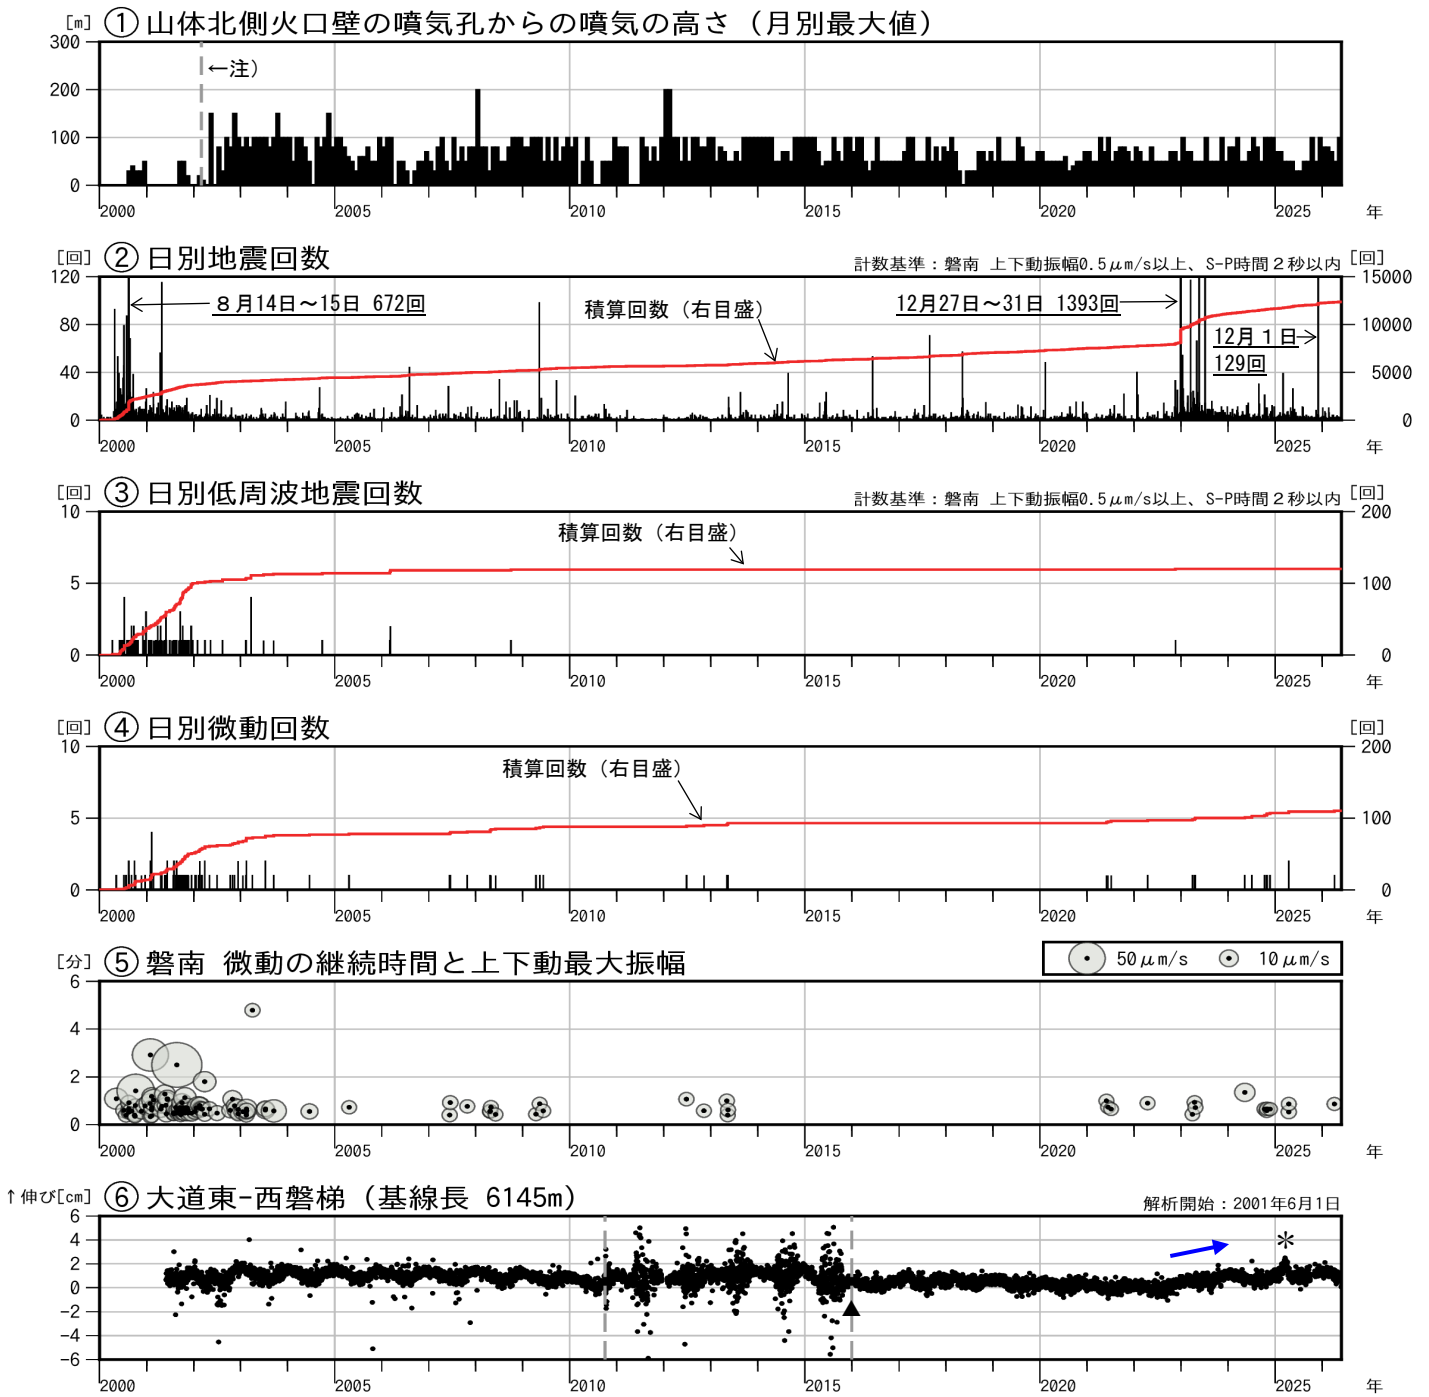 [m] ①山体北側火口壁の噴気孔からの噴気の高さ（月別最大値）
300
←注）
200
100
0
2000 2005 2010 2015 2020 2025 年
[回] ②日別地震回数 計数基準：磐南 上下動振幅0.5μm/s以上、S-P時間２秒以内 [回]
120 15000
８月14日～15日 672回 積算回数（右目盛） 12月27日～31日 1393回
80 10000
12月１日
129回
40 5000
0 0
2000 2005 2010 2015 2020 2025 年
[回] ③日別低周波地震回数 計数基準：磐南 上下動振幅0.5μm/s以上、S-P時間２秒以内 [回]
10 200
積算回数（右目盛）
5 100
0 0
2000 2005 2010 2015 2020 2025 年
[回] ④日別微動回数 [回]
10 200
積算回数（右目盛）
5 100
0 0
2000 2005 2010 2015 2020 2025 年
[分] ⑤磐南 微動の継続時間と上下動最大振幅 50μm/s 10μm/s
6
4
2
0
2000 2005 2010 2015 2020 2025 年
↑伸び[cm] ⑥大道東-西磐梯（基線長 6145m） 解析開始：2001年6月1日
6
4 ＊
2
0
-2
-4
-6
2000 2005 2010 2015 2020 2025 年